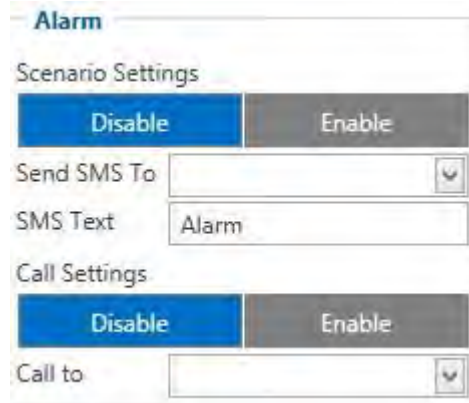 Alarm
Scenario Settings
Disable Enable
Send SMS To
SMS Text Alarm
Call Settings
Disable Enable
Call to